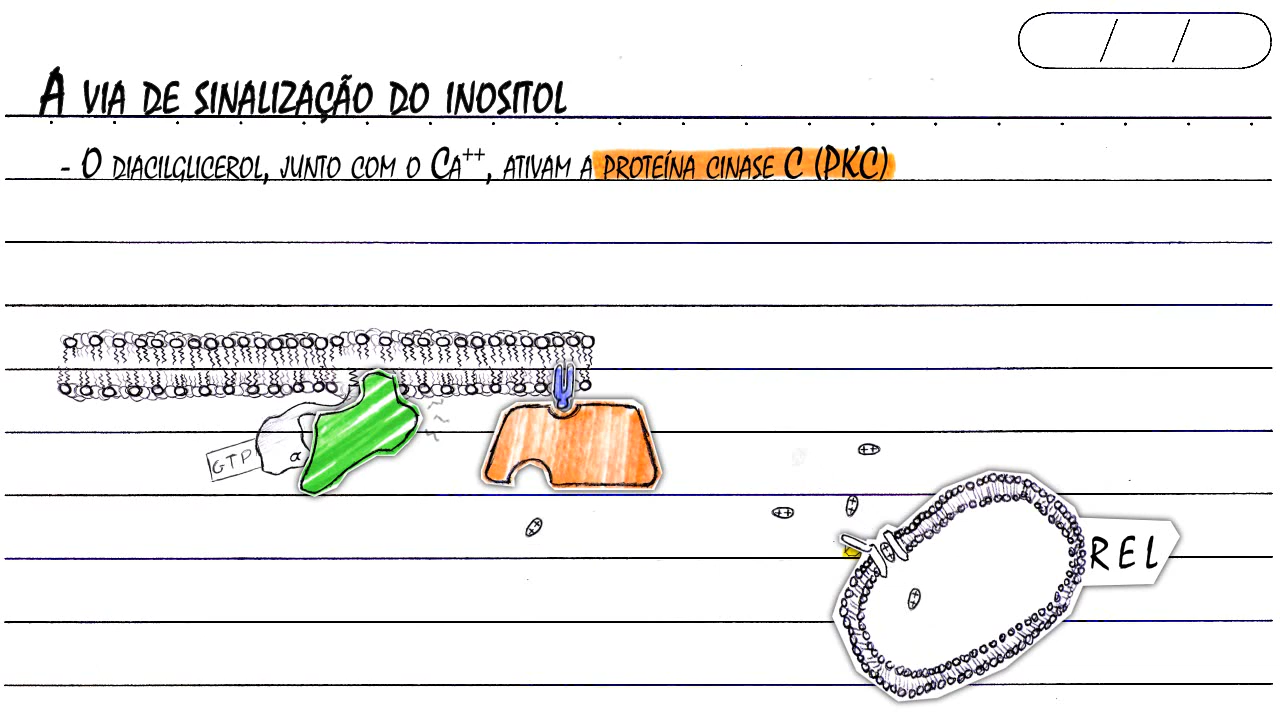 A VIA DE SINALIZAÇÃO DO INOSITOL
- O DIACILGLICEROL, JUNTO COM O CA++, ATIVAM A PROTEÍNA CINASE C (PKC)
GTP
α
++
++
++
++
++
++
REL